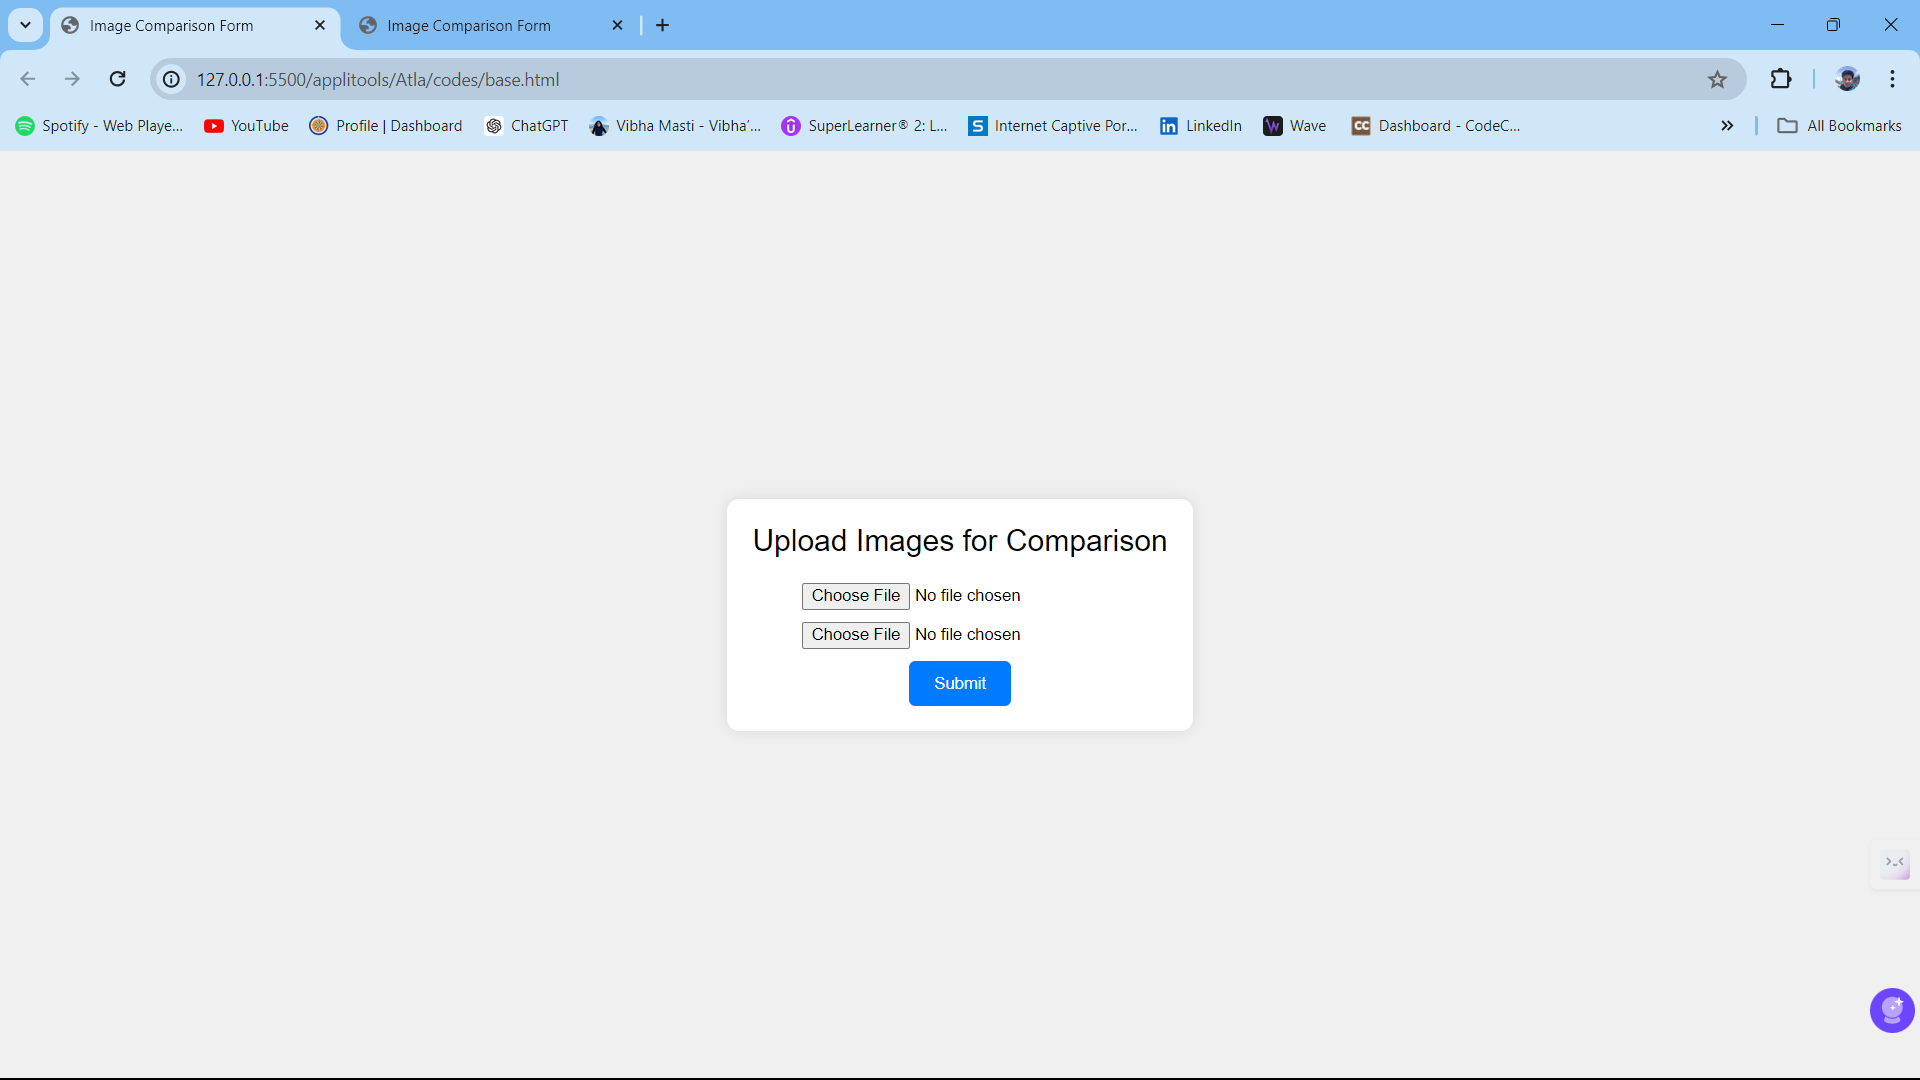 Image Comparison Form
Image Comparison Form
127.0.0.1:5500/applitools/Atla/codes/base.html
Spotify - Web Playe...
YouTube
Profile | Dashboard
ChatGPT
Vibha Masti - Vibha'...
SuperLearner® 2: L...
S
Internet Captive Por...
in
LinkedIn
W
Wave
CC
Dashboard - CodeC...
All Bookmarks
Upload Images for Comparison
Choose File No file chosen
Choose File No file chosen
Submit